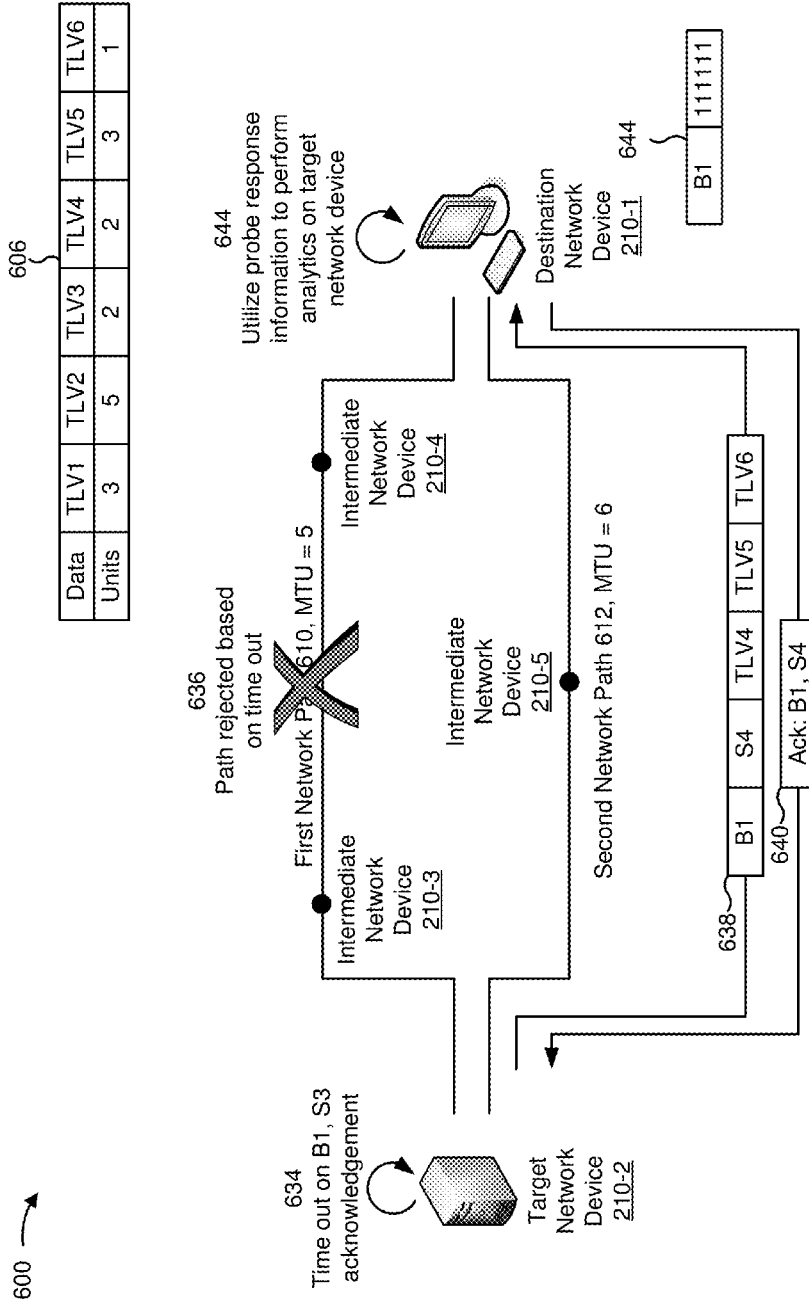 600
606
Data TLV1 TLV2 TLV3 TLV4 TLV5 TLV6
Units 3 5 2 2 3 1
634
Time out on B1, S3
acknowledgement
Target
Network
Device
210-2
636
Path rejected based
on time out
First Network Pa 610, MTU = 5
Intermediate
Network
Device
210-3
Intermediate
Network
Device
210-4
Intermediate
Network
Device
210-5
Second Network Path 612, MTU = 6
644
Utilize probe response
information to perform
analytics on target
network device
Destination
Network
Device
210-1
638
B1 S4 TLV4 TLV5 TLV6
640
Ack: B1, S4
644
B1 111111